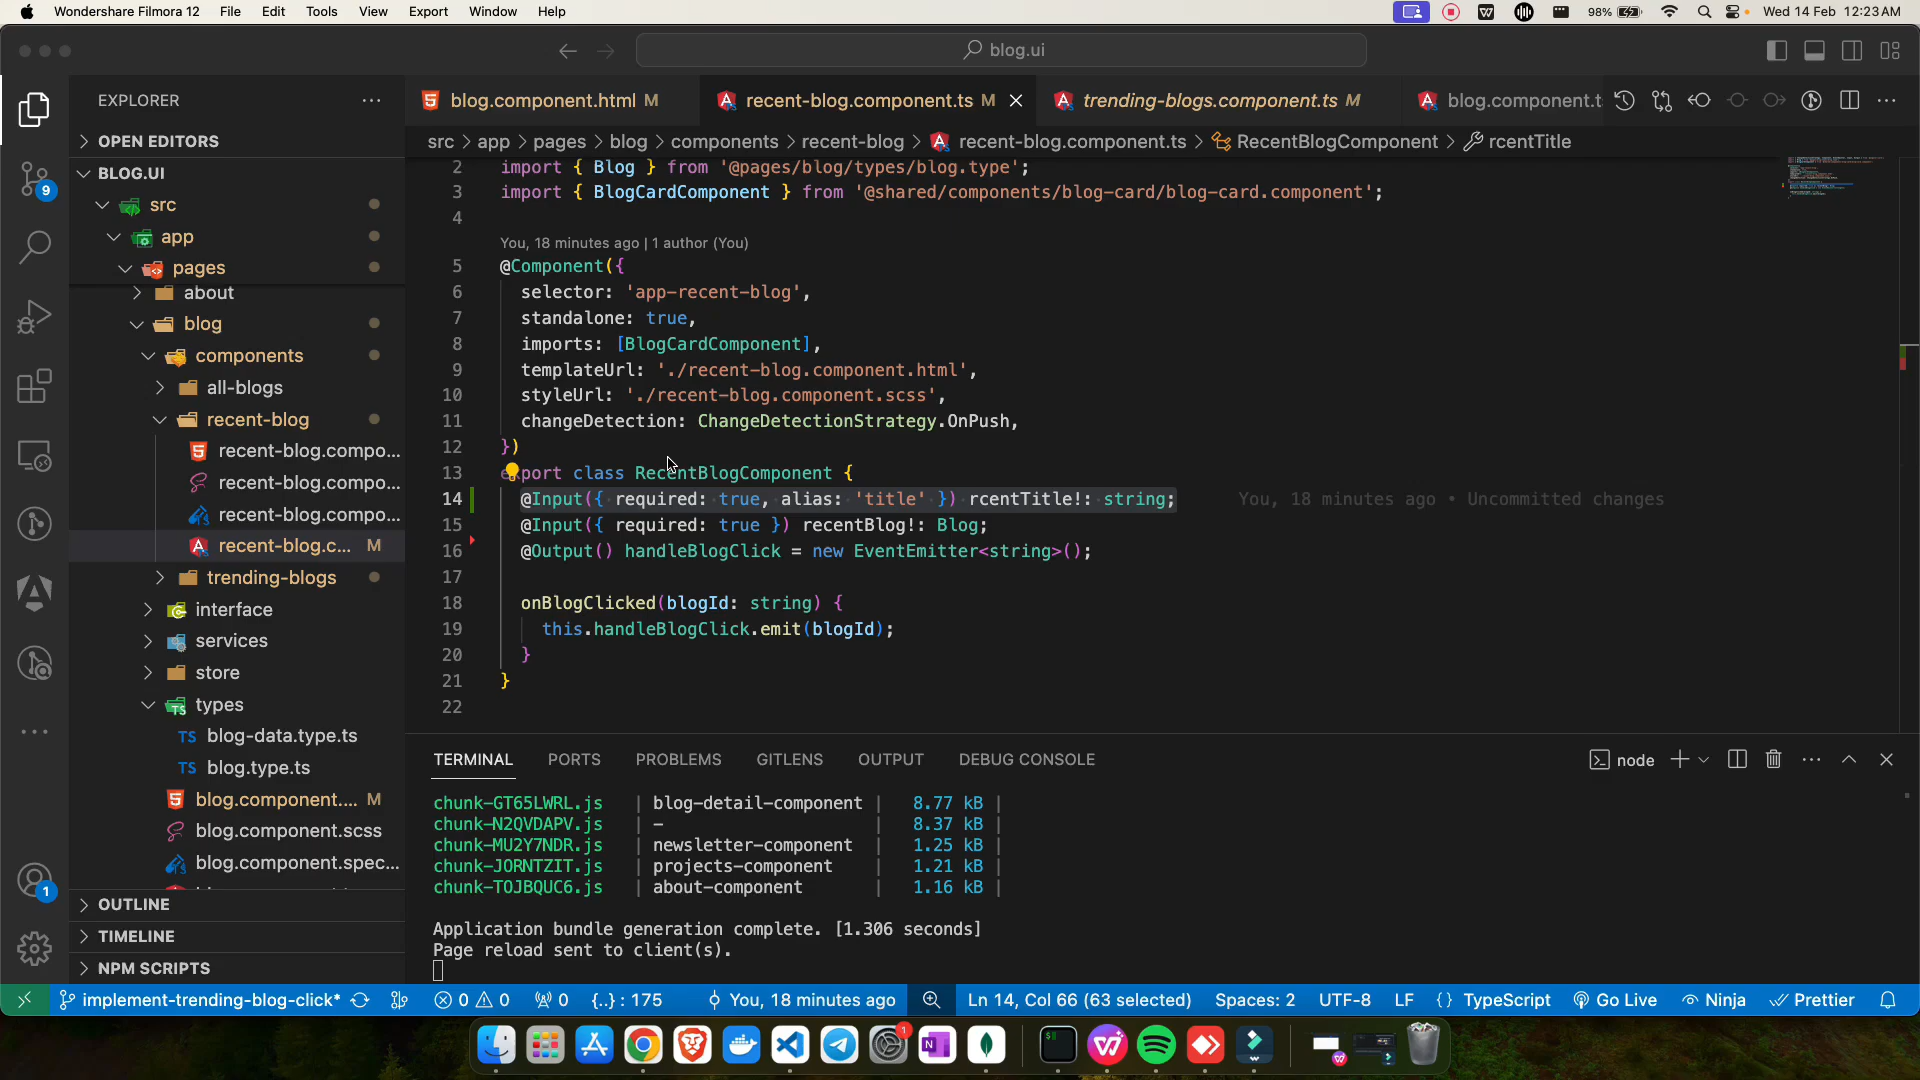 Wondershare Filmora 12 File Edit Tools View Export Window Help 98% Wed 14 Feb 12:23 AM
blog.ui
EXPLORER
blog.component.html M
recent-blog.component.ts M
trending-blogs.component.ts M
blog.component.t
OPEN EDITORS
src > app > pages > blog > components > recent-blog > recent-blog.component.ts > RecentBlogComponent > rcentTitle
BLOG.UI
src
app
pages
about
blog
components
all-blogs
recent-blog
recent-blog.compo...
recent-blog.compo...
recent-blog.compo...
recent-blog.c... M
trending-blogs
interface
services
store
types
TS blog-data.type.ts
TS blog.type.ts
blog.component.... M
blog.component.scss
blog.component.spec...
OUTLINE
TIMELINE
NPM SCRIPTS
9
1
2 import { Blog } from '@pages/blog/types/blog.type';
3 import { BlogCardComponent } from '@shared/components/blog-card/blog-card.component';
4
You, 18 minutes ago | 1 author (You)
5 @Component({
6 selector: 'app-recent-blog',
7 standalone: true,
8 imports: [BlogCardComponent],
9 templateUrl: './recent-blog.component.html',
10 styleUrl: './recent-blog.component.scss',
11 changeDetection: ChangeDetectionStrategy.OnPush,
12 })
13 export class RecentBlogComponent {
14 @Input({ required: true, alias: 'title' }) rcentTitle!: string; You, 18 minutes ago • Uncommitted changes
15 @Input({ required: true }) recentBlog!: Blog;
16 @Output() handleBlogClick = new EventEmitter<string>();
17
18 onBlogClicked(blogId: string) {
19 this.handleBlogClick.emit(blogId);
20 }
21 }
22
TERMINAL PORTS PROBLEMS GITLENS OUTPUT DEBUG CONSOLE node
chunk-GT65LWRL.js | blog-detail-component | 8.77 kB |
chunk-N2QVDAPV.js | - | 8.37 kB |
chunk-MU2Y7NDR.js | newsletter-component | 1.25 kB |
chunk-JORNTZIT.js | projects-component | 1.21 kB |
chunk-TOJBQUC6.js | about-component | 1.16 kB |
Application bundle generation complete. [1.306 seconds]
Page reload sent to client(s).
implement-trending-blog-click* 0 0 0 {..} : 175 You, 18 minutes ago Ln 14, Col 66 (63 selected) Spaces: 2 UTF-8 LF {} TypeScript Go Live Ninja Prettier
1